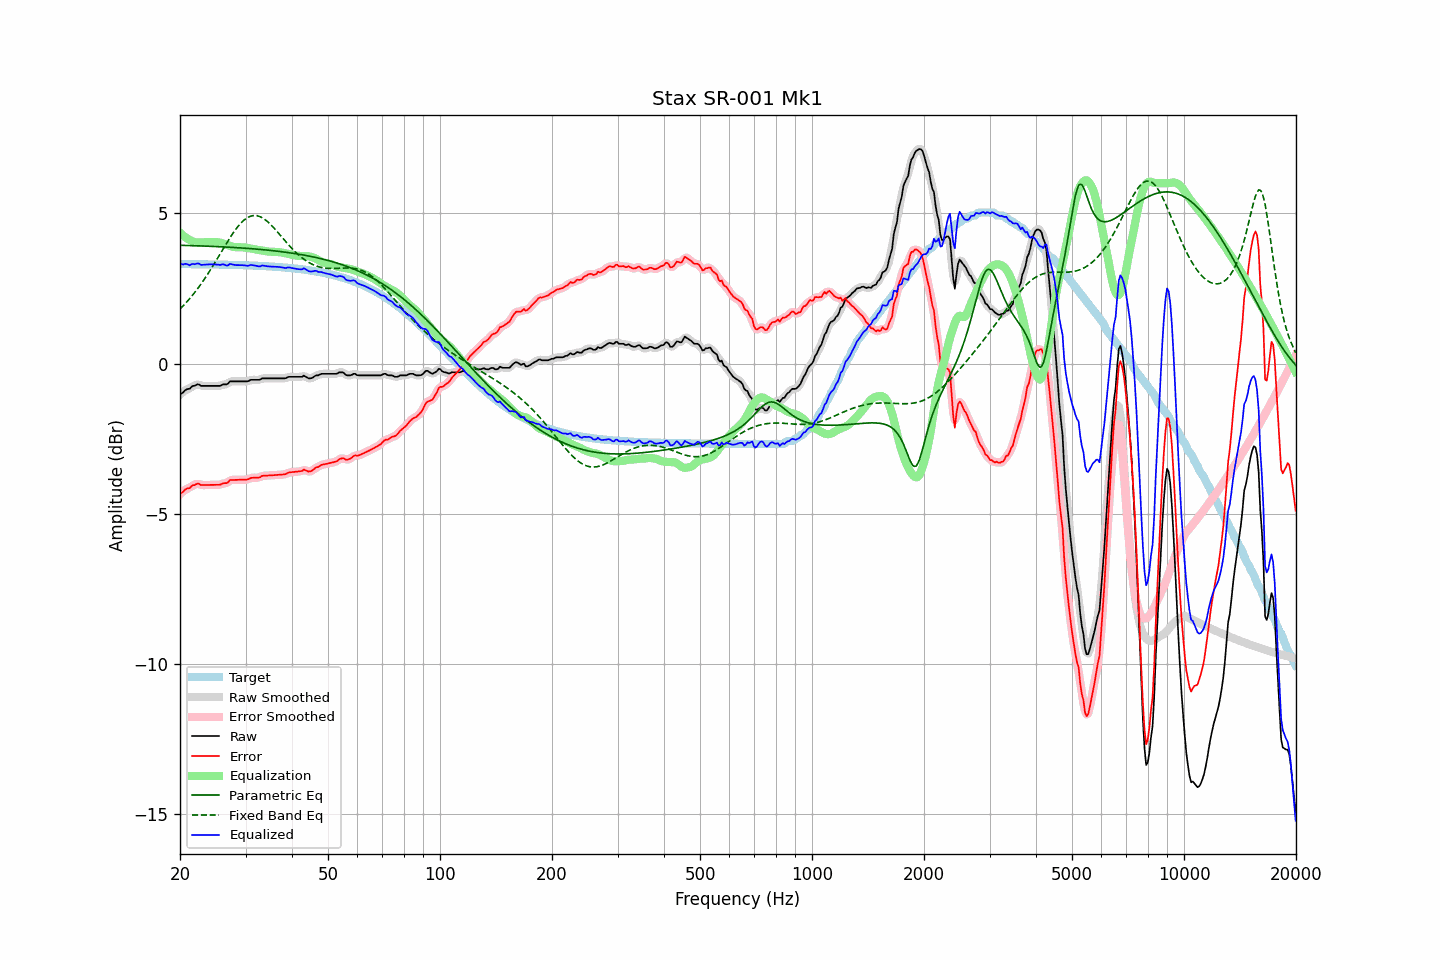 Stax SR-001 Mk1
Amplitude (dBr)
5
0
−5
−10
−15
Target
Raw Smoothed
Error Smoothed
Raw
Error
Equalization
Parametric Eq
Fixed Band Eq
Equalized
20 50 100 200 500 1000 2000 5000 10000 20000
Frequency (Hz)